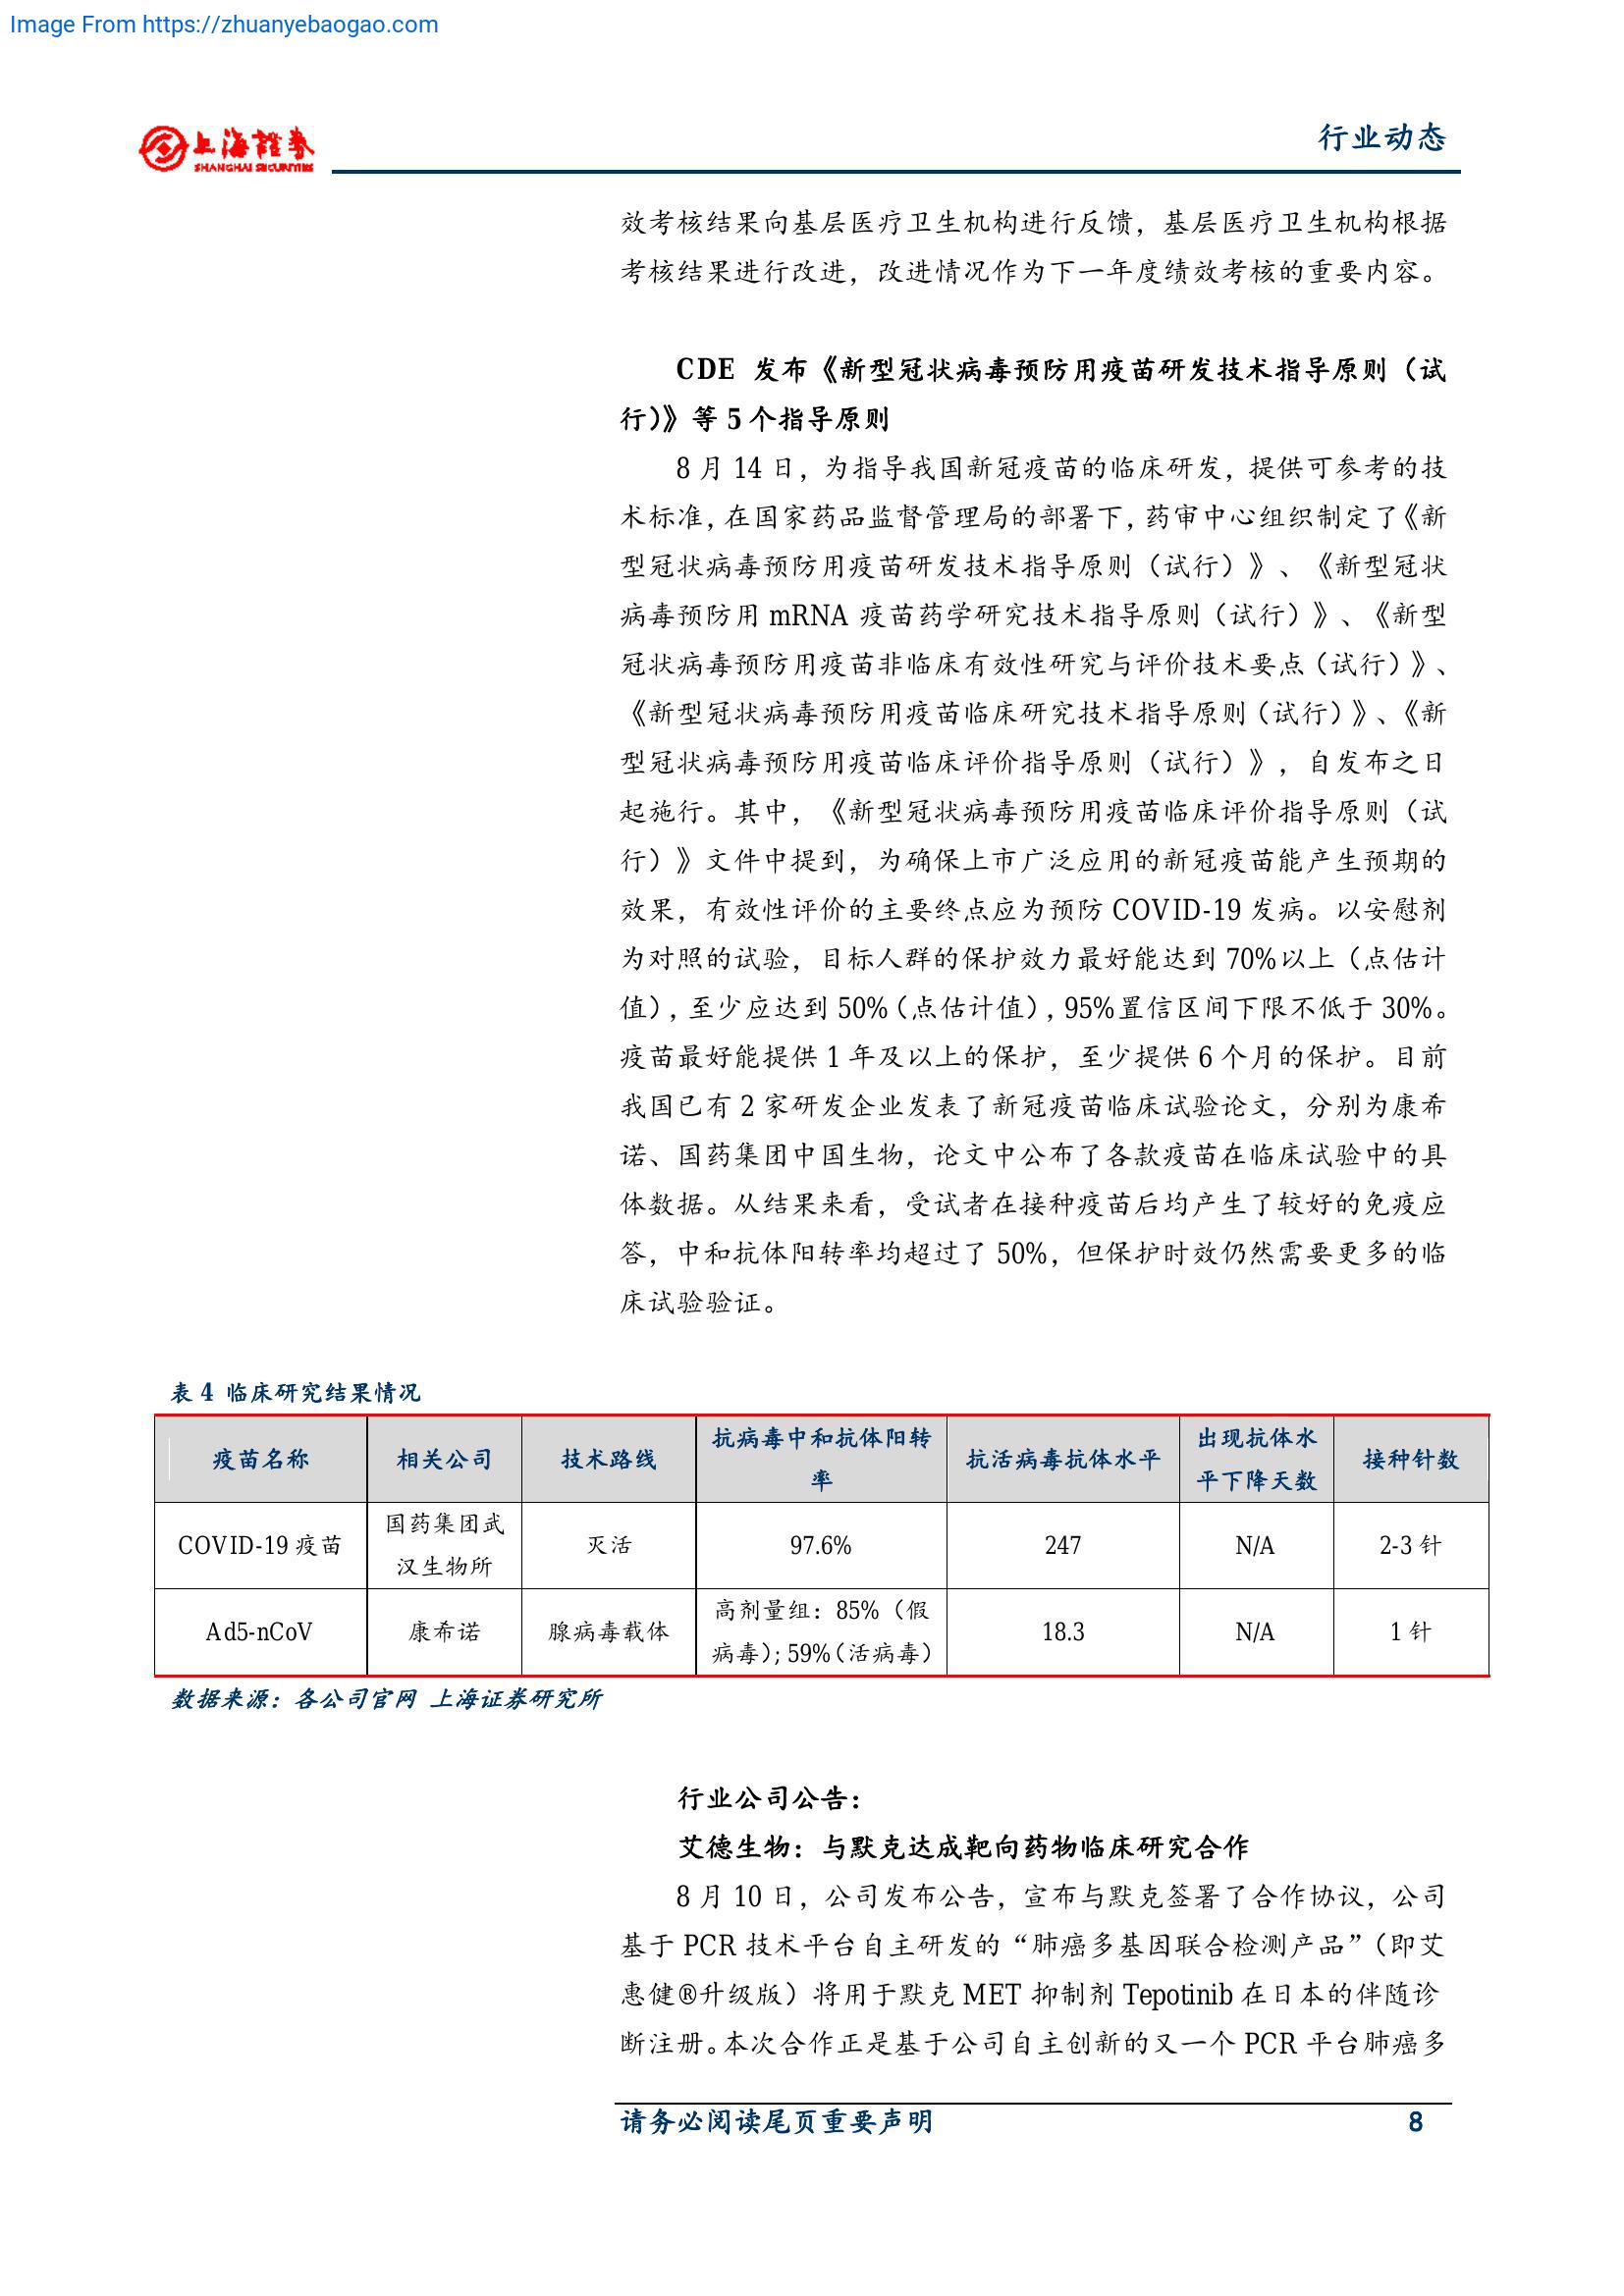 Image From https://zhuanyebaogao.com
上海證券
SHANGHAI SECURITIES
行业动态
效考核结果向基层医疗卫生机构进行反馈，基层医疗卫生机构根据
考核结果进行改进，改进情况作为下一年度绩效考核的重要内容。
CDE 发布《新型冠状病毒预防用疫苗研发技术指导原则（试
行）》等 5 个指导原则
8 月 14 日，为指导我国新冠疫苗的临床研发，提供可参考的技
术标准，在国家药品监督管理局的部署下，药审中心组织制定了《新
型冠状病毒预防用疫苗研发技术指导原则（试行）》、《新型冠状
病毒预防用 mRNA 疫苗药学研究技术指导原则（试行）》、《新型
冠状病毒预防用疫苗非临床有效性研究与评价技术要点（试行）》、
《新型冠状病毒预防用疫苗临床研究技术指导原则（试行）》、《新
型冠状病毒预防用疫苗临床评价指导原则（试行）》，自发布之日
起施行。其中，《新型冠状病毒预防用疫苗临床评价指导原则（试
行）》文件中提到，为确保上市广泛应用的新冠疫苗能产生预期的
效果，有效性评价的主要终点应为预防 COVID-19 发病。以安慰剂
为对照的试验，目标人群的保护效力最好能达到 70%以上（点估计
值），至少应达到 50%（点估计值），95%置信区间下限不低于 30%。
疫苗最好能提供 1 年及以上的保护，至少提供 6 个月的保护。目前
我国已有 2 家研发企业发表了新冠疫苗临床试验论文，分别为康希
诺、国药集团中国生物，论文中公布了各款疫苗在临床试验中的具
体数据。从结果来看，受试者在接种疫苗后均产生了较好的免疫应
答，中和抗体阳转率均超过了 50%，但保护时效仍然需要更多的临
床试验验证。
表 4 临床研究结果情况
疫苗名称 相关公司 技术路线 抗病毒中和抗体阳转率 抗活病毒抗体水平 出现抗体水平下降天数 接种针数
COVID-19 疫苗 国药集团武汉生物所 灭活 97.6% 247 N/A 2-3 针
Ad5-nCoV 康希诺 腺病毒载体 高剂量组：85%（假病毒）；59%（活病毒） 18.3 N/A 1 针
数据来源：各公司官网 上海证券研究所
行业公司公告：
艾德生物：与默克达成靶向药物临床研究合作
8 月 10 日，公司发布公告，宣布与默克签署了合作协议，公司
基于 PCR 技术平台自主研发的“肺癌多基因联合检测产品”（即艾
惠健®升级版）将用于默克 MET 抑制剂 Tepotinib 在日本的伴随诊
断注册。本次合作正是基于公司自主创新的又一个 PCR 平台肺癌多
请务必阅读尾页重要声明 8